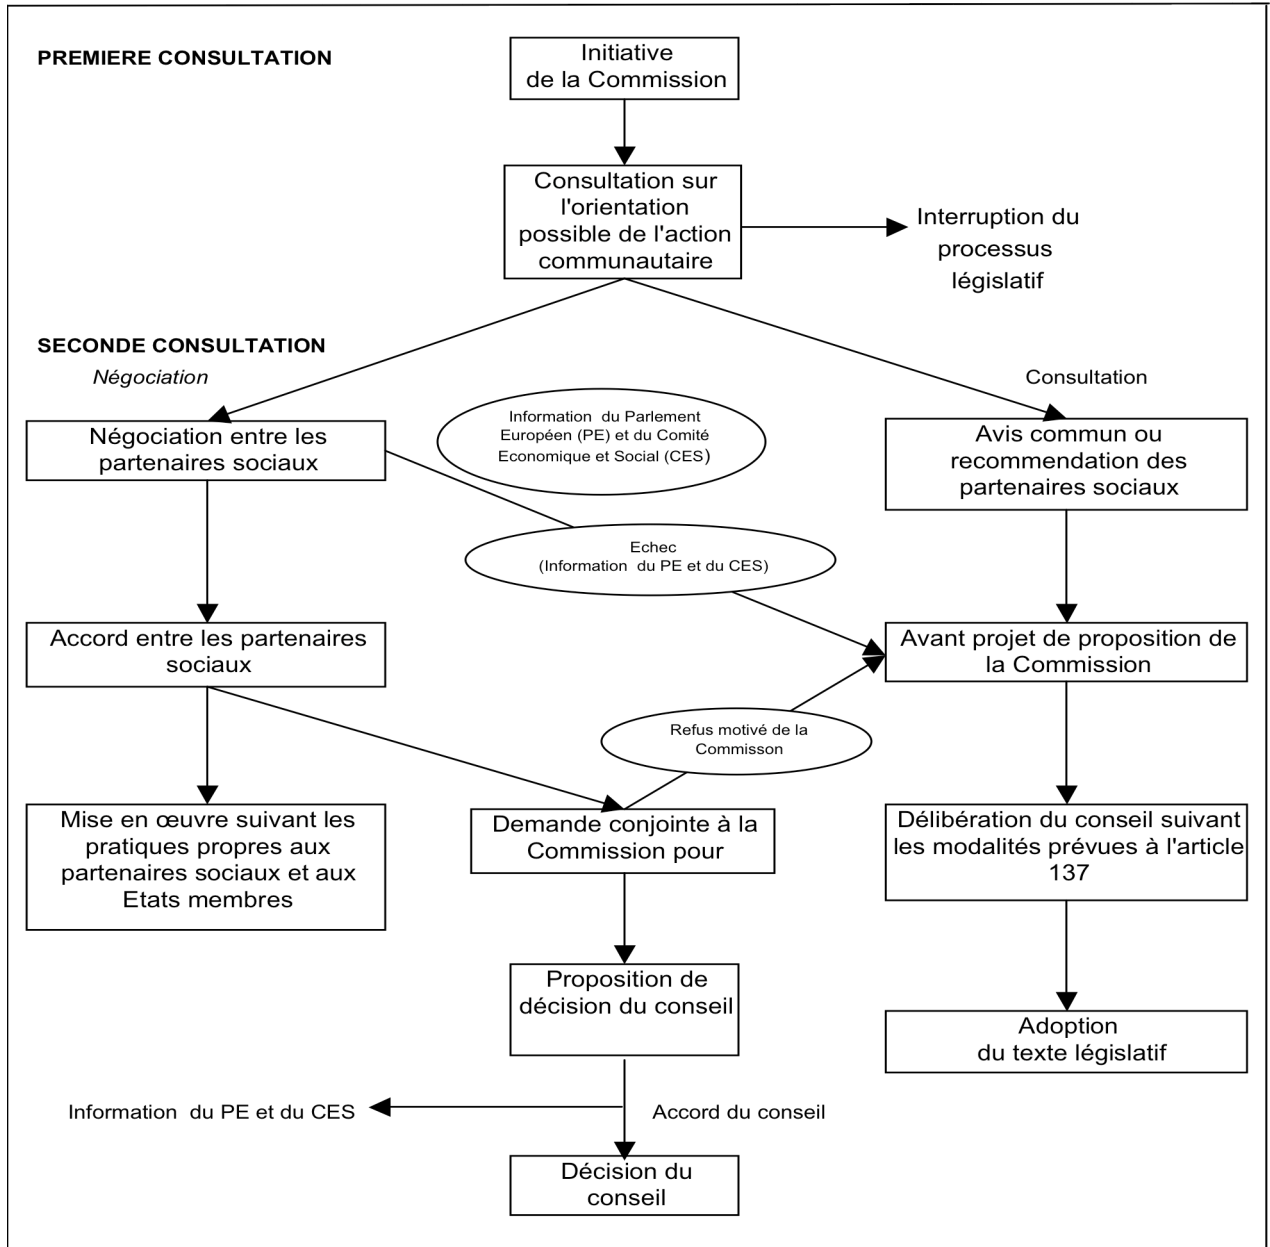 PREMIERE CONSULTATION
Initiative
de la Commission
Consultation sur
l'orientation
possible de l'action
communautaire
Interruption du
processus
législatif
SECONDE CONSULTATION
Négociation
Consultation
Négociation entre les
partenaires sociaux
Information du Parlement
Européen (PE) et du Comité
Economique et Social (CES)
Avis commun ou
recommendation des
partenaires sociaux
Echec
(Information du PE et du CES)
Accord entre les partenaires
sociaux
Avant projet de proposition de
la Commission
Refus motivé de la
Commisson
Mise en œuvre suivant les
pratiques propres aux
partenaires sociaux et aux
Etats membres
Demande conjointe à la
Commission pour
Délibération du conseil suivant
les modalités prévues à l'article
137
Proposition de
décision du conseil
Adoption
du texte législatif
Information du PE et du CES
Accord du conseil
Décision du
conseil